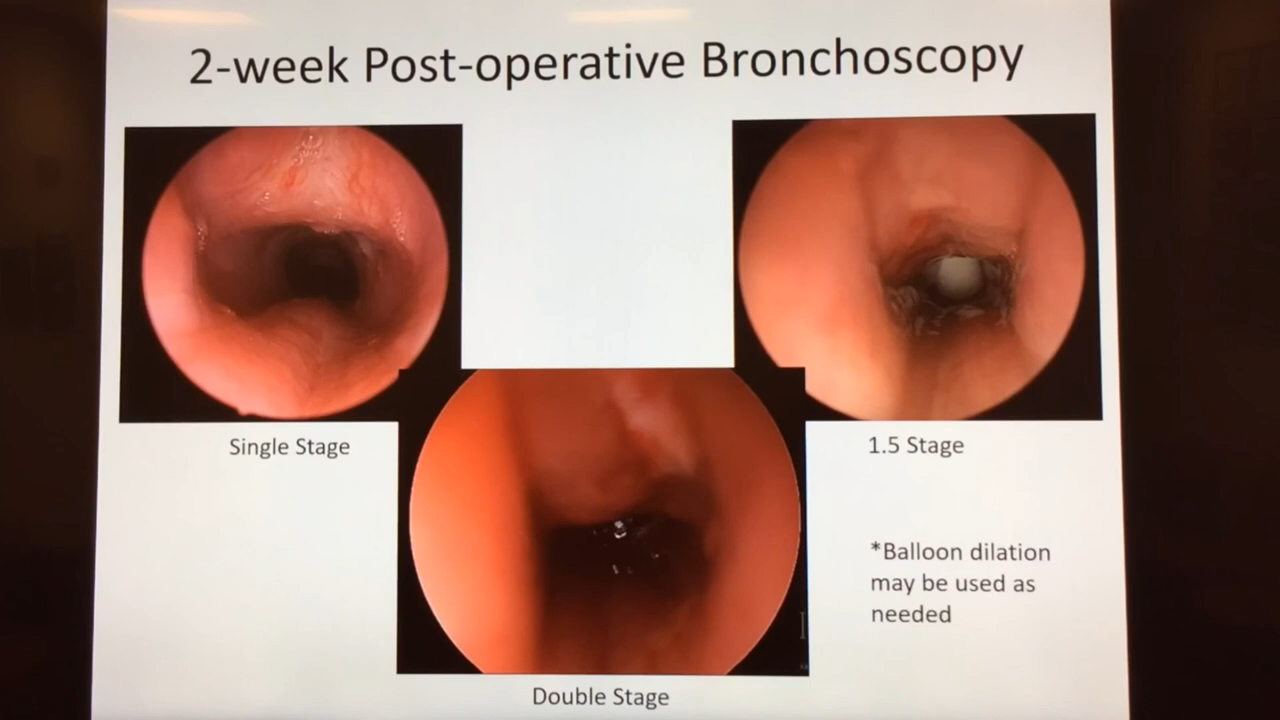 2-week Post-operative Bronchoscopy
Single Stage
1.5 Stage
*Balloon dilation
may be used as
needed
Double Stage